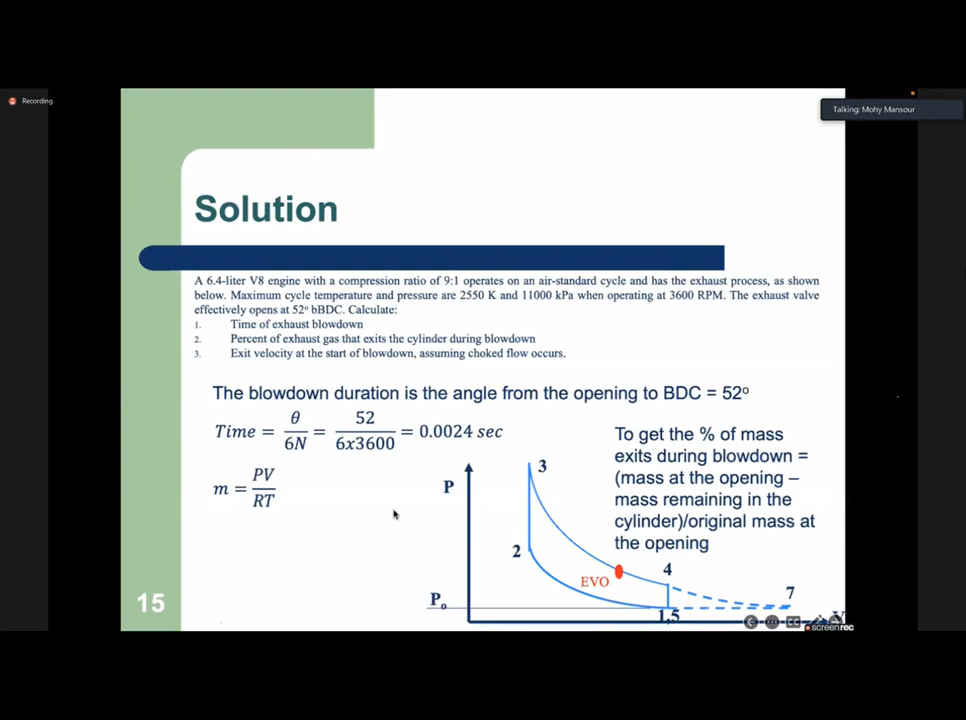 Recording
Talking: Mohy Mansour
Solution
A 6.4-liter V8 engine with a compression ratio of 9:1 operates on an air-standard cycle and has the exhaust process, as shown
below. Maximum cycle temperature and pressure are 2550 K and 11000 kPa when operating at 3600 RPM. The exhaust valve
effectively opens at 52° bBDC. Calculate:
1. Time of exhaust blowdown
2. Percent of exhaust gas that exits the cylinder during blowdown
3. Exit velocity at the start of blowdown, assuming choked flow occurs.
The blowdown duration is the angle from the opening to BDC = 52°
Time = θ/6N = 52/6x3600 = 0.0024 sec
m = PV/RT
To get the % of mass
exits during blowdown =
(mass at the opening –
mass remaining in the
cylinder)/original mass at
the opening
P
3
2
EVO
4
7
P₀
1,5
V
15
screenrec